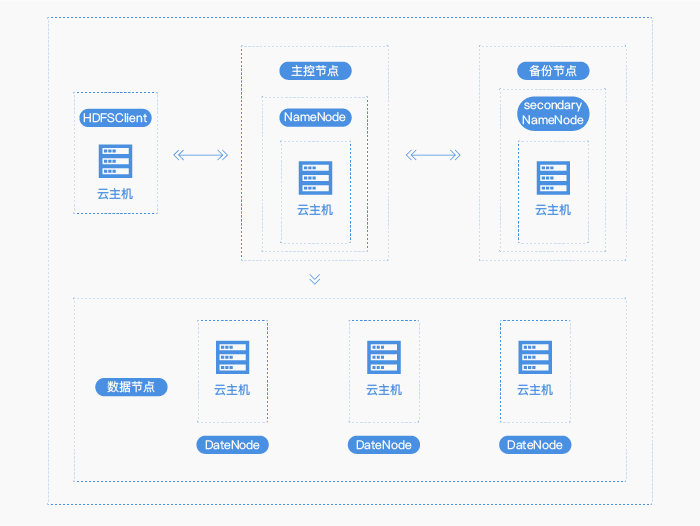 主控节点
备份节点
HDFSClient
NameNode
secondary
NameNode
云主机
云主机
云主机
数据节点
云主机
云主机
云主机
DateNode
DateNode
DateNode